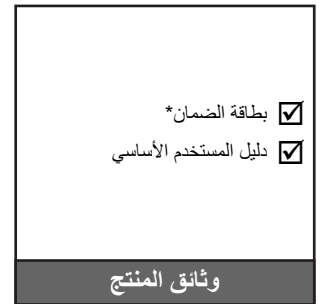 بطاقة الضمان*
دليل المستخدم الأساسي
وثائق المنتج